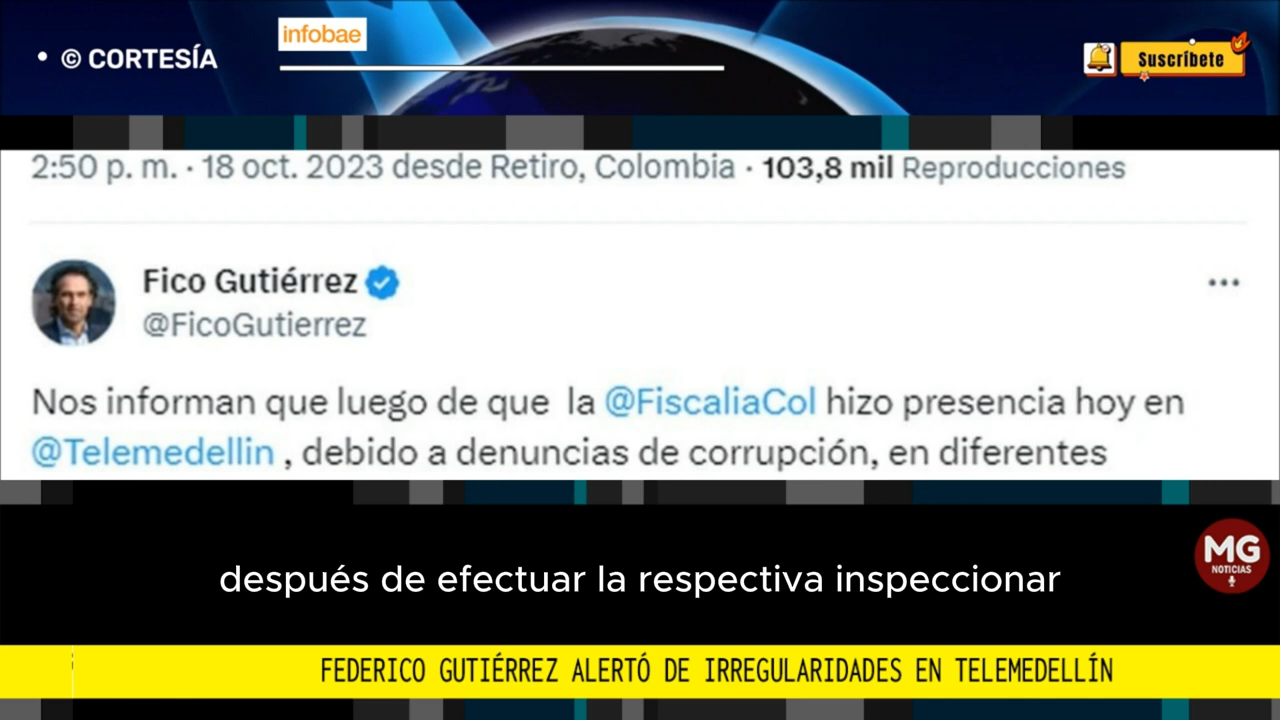 • © CORTESÍA
infobae
Suscríbete
2:50 p. m. · 18 oct. 2023 desde Retiro, Colombia · 103,8 mil Reproducciones
Fico Gutiérrez
@FicoGutierrez
Nos informan que luego de que la @FiscaliaCol hizo presencia hoy en
@Telemedellin , debido a denuncias de corrupción, en diferentes
después de efectuar la respectiva inspeccionar
MG
NOTICIAS
FEDERICO GUTIÉRREZ ALERTÓ DE IRREGULARIDADES EN TELEMEDELLÍN